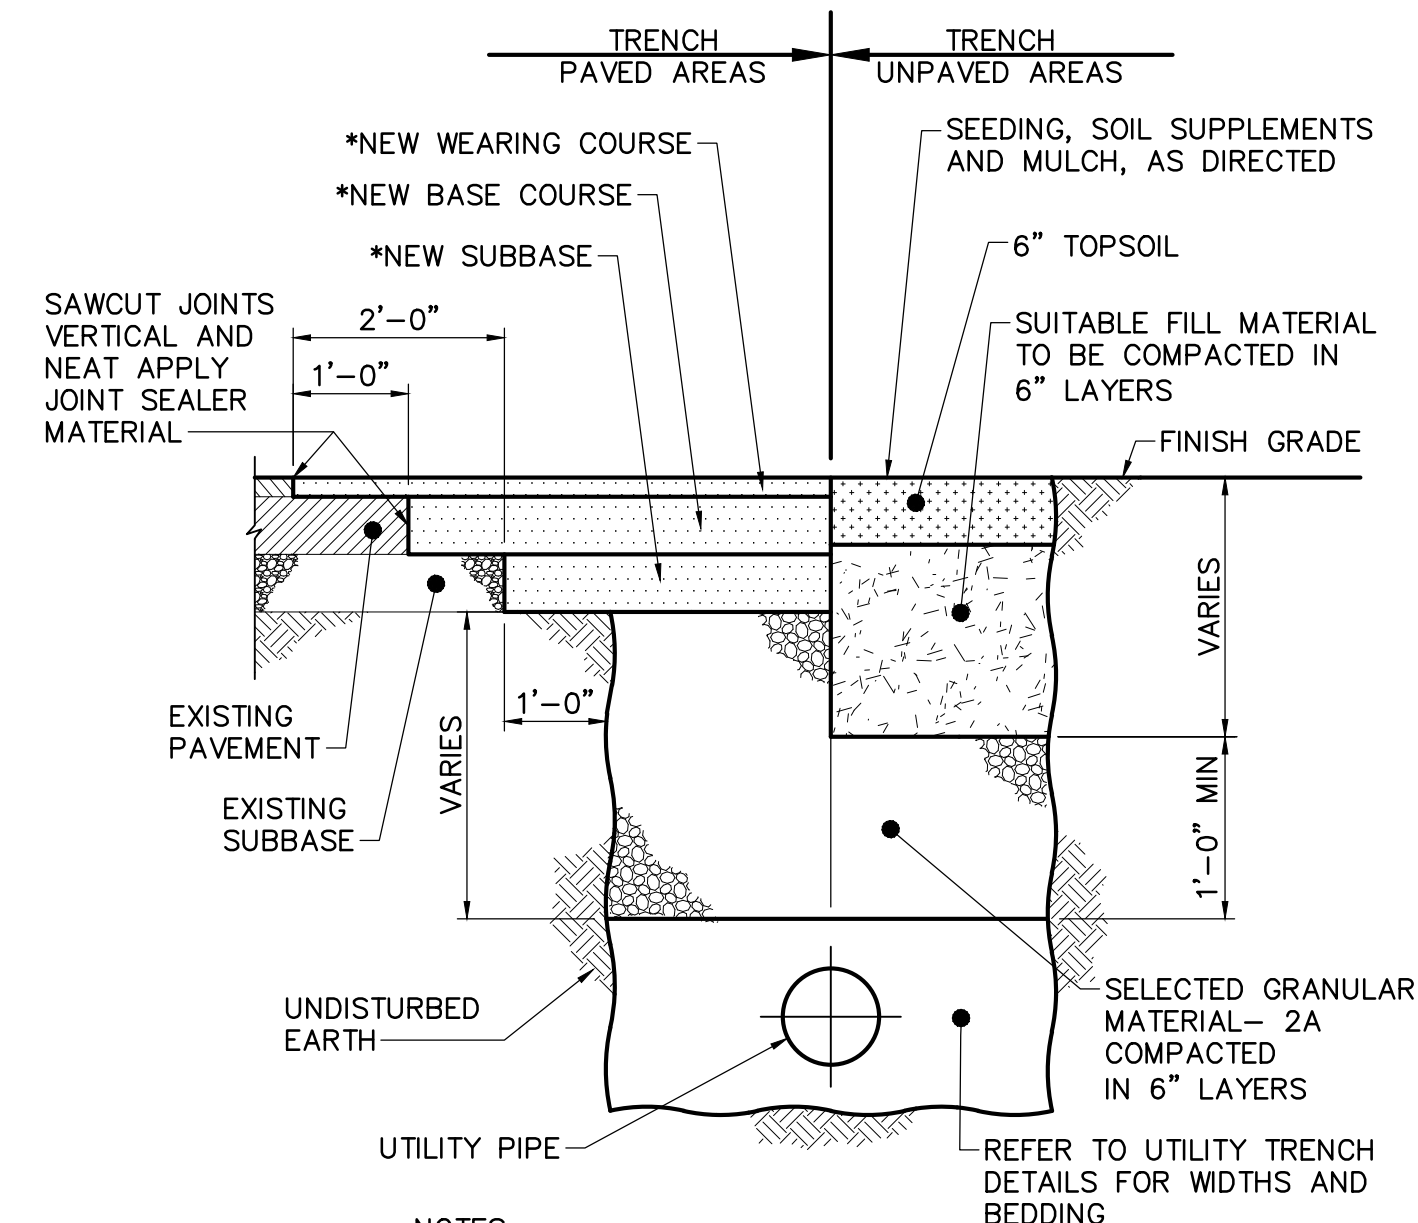 TRENCH
PAVED AREAS
TRENCH
UNPAVED AREAS
*NEW WEARING COURSE
*NEW BASE COURSE
*NEW SUBBASE
SEEDING, SOIL SUPPLEMENTS
AND MULCH, AS DIRECTED
6" TOPSOIL
SUITABLE FILL MATERIAL
TO BE COMPACTED IN
6" LAYERS
FINISH GRADE
SAWCUT JOINTS
VERTICAL AND
NEAT APPLY
JOINT SEALER
MATERIAL
2'-0"
1'-0"
VARIES
1'-0" MIN
1'-0"
VARIES
EXISTING
PAVEMENT
EXISTING
SUBBASE
UNDISTURBED
EARTH
UTILITY PIPE
SELECTED GRANULAR
MATERIAL- 2A
COMPACTED
IN 6" LAYERS
REFER TO UTILITY TRENCH
DETAILS FOR WIDTHS AND
BEDDING
NOTES